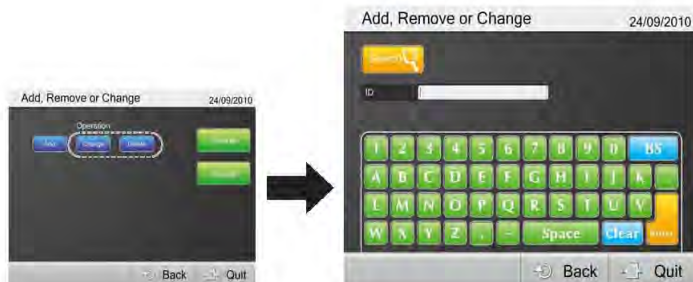 Add, Remove or Change 24/09/2010
Operation
Add Change Delete
Back Quit
Add, Remove or Change 24/09/2010
Search
ID
1 2 3 4 5 6 7 8 9 0 BS
A B C D E F G H I J K
L M N O P Q R S T U V
W X Y Z . - Space Clear Enter
Back Quit